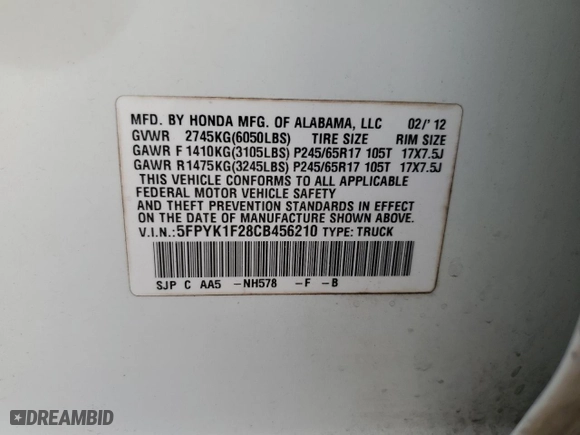 MFD. BY HONDA MFG. OF ALABAMA, LLC 02/' 12
GVWR 2745KG(6050LBS) TIRE SIZE RIM SIZE
GAWR F 1410KG(3105LBS) P245/65R17 105T 17X7.5J
GAWR R 1475KG(3245LBS) P245/65R17 105T 17X7.5J
THIS VEHICLE CONFORMS TO ALL APPLICABLE
FEDERAL MOTOR VEHICLE SAFETY
AND THEFT PREVENTION STANDARDS IN EFFECT
ON THE DATE OF MANUFACTURE SHOWN ABOVE.
V.I.N.:5FPYK1F28CB456210 TYPE: TRUCK
SJP C AA5 -NH578 -F -B
DREAMBID